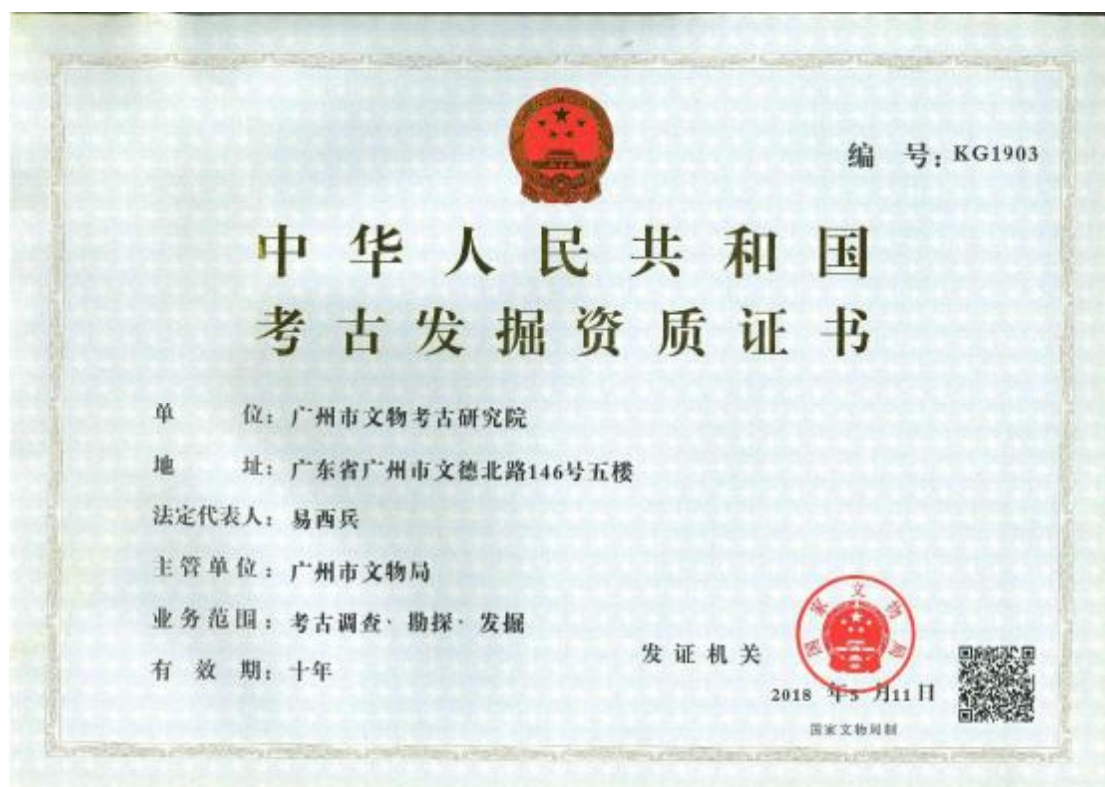 编 号：KG1903
中华人民共和国
考古发掘资质证书
单 位：广州市文物考古研究院
地 址：广东省广州市文德北路146号五楼
法定代表人：易西兵
主管单位：广州市文物局
业务范围：考古调查、勘探、发掘
有 效 期：十年
发证机关
国家文物局
2018 年5 月11 日
国家文物局制